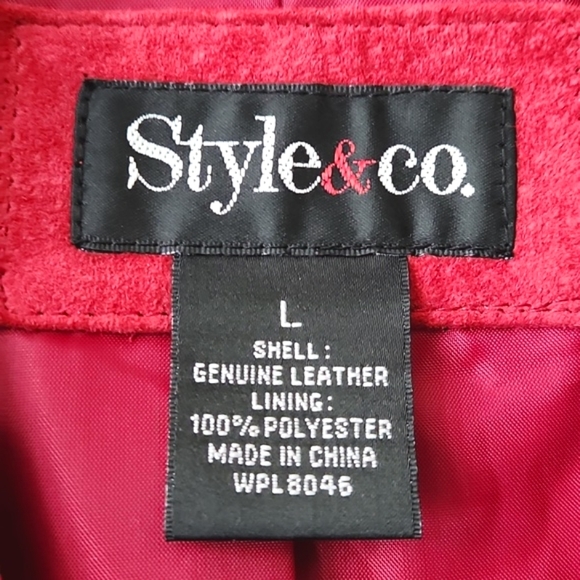 Style&co.
L
SHELL:
GENUINE LEATHER
LINING:
100% POLYESTER
MADE IN CHINA
WPL8046